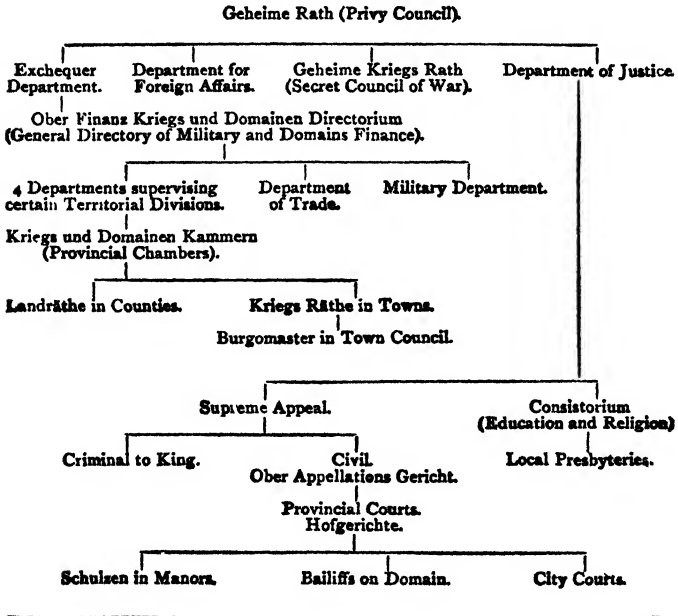 Geheime Rath (Privy Council).
Exchequer Department.
Department for Foreign Affairs.
Geheime Kriegs Rath (Secret Council of War).
Department of Justice.
Ober Finanz Kriegs und Domainen Directorium
(General Directory of Military and Domains Finance).
4 Departments supervising
certain Territorial Divisions.
Department
of Trade.
Military Department.
Kriegs und Domainen Kammern
(Provincial Chambers).
Landräthe in Counties.
Kriegs Räthe in Towns.
Burgomaster in Town Council.
Supreme Appeal.
Consistorium
(Education and Religion)
Criminal to King.
Civil.
Ober Appellations Gericht.
Local Presbyteries.
Provincial Courts.
Hofgerichte.
Schulzen in Manors.
Bailiffs on Domain.
City Courts.